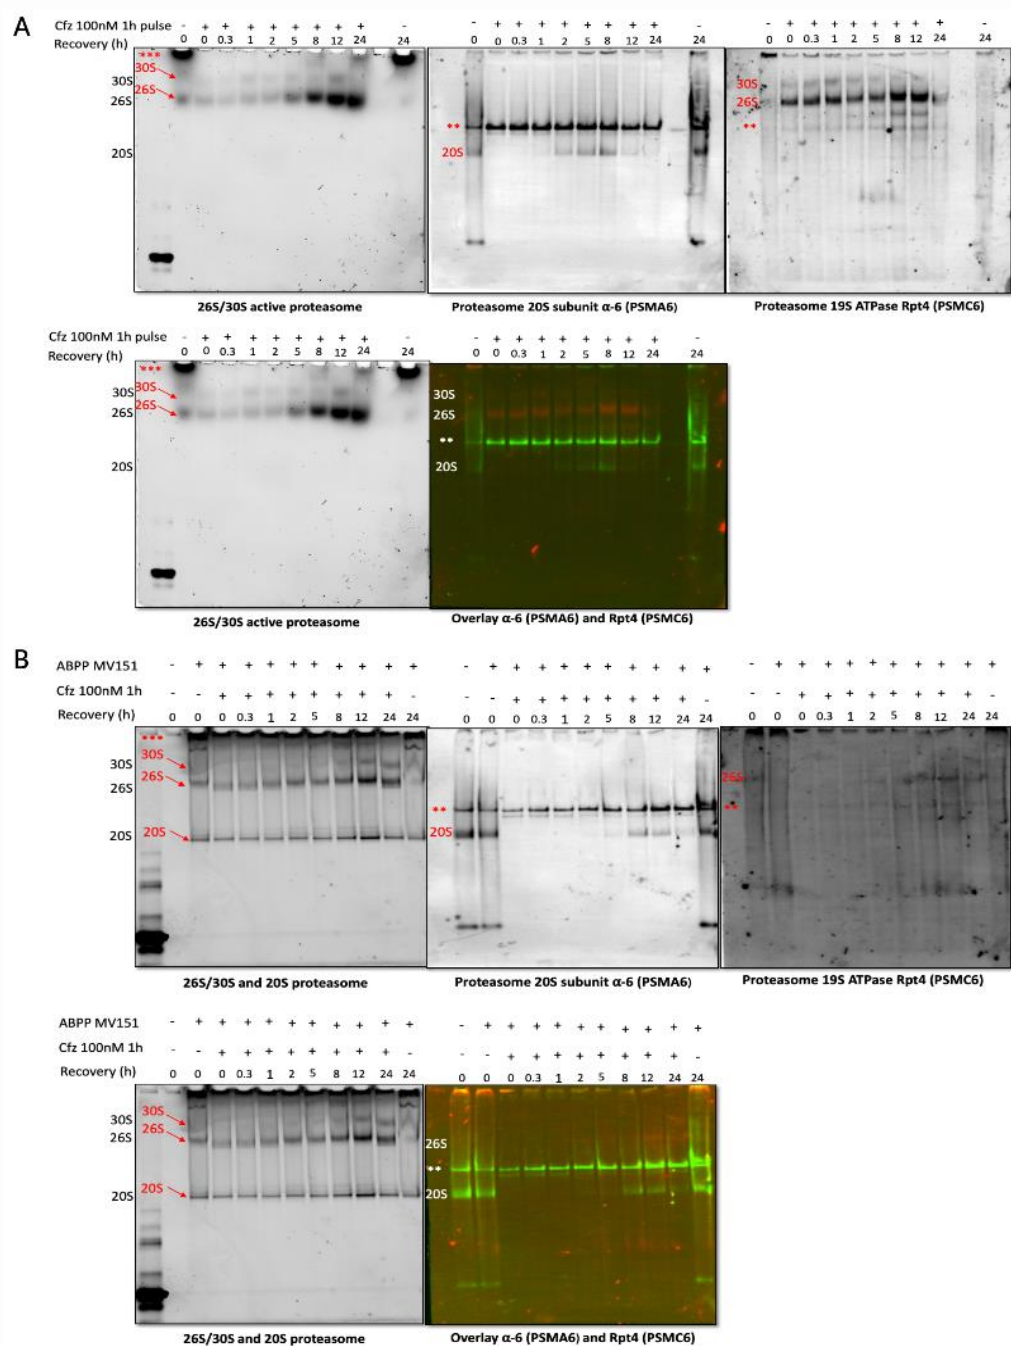 A
Cfz 100nM 1h pulse - + + + + + + + + -
Recovery (h) 0 0 0.3 1 2 5 8 12 24 24
*** 
30S 30S
26S 26S
20S
26S/30S active proteasome
- + + + + + + + + -
0 0 0.3 1 2 5 8 12 24 24
**
20S
Proteasome 20S subunit α-6 (PSMA6)
- + + + + + + + + -
0 0 0.3 1 2 5 8 12 24 24
30S
26S
**
Proteasome 19S ATPase Rpt4 (PSMC6)
Cfz 100nM 1h pulse - + + + + + + + + -
Recovery (h) 0 0 0.3 1 2 5 8 12 24 24
***
30S 30S
26S 26S
20S
26S/30S active proteasome
- + + + + + + + + -
0 0 0.3 1 2 5 8 12 24 24
30S
26S
**
20S
Overlay α-6 (PSMA6) and Rpt4 (PSMC6)
B
ABPP MV151 - + + + + + + + + + +
Cfz 100nM 1h - - + + + + + + + + -
Recovery (h) 0 0 0 0.3 1 2 5 8 12 24 24
***
30S 30S
26S 26S
20S 20S
26S/30S and 20S proteasome
- + + + + + + + + + +
- - + + + + + + + + -
0 0 0 0.3 1 2 5 8 12 24 24
**
20S
Proteasome 20S subunit α-6 (PSMA6)
- + + + + + + + + + +
- - + + + + + + + + -
0 0 0 0.3 1 2 5 8 12 24 24
26S
**
Proteasome 19S ATPase Rpt4 (PSMC6)
ABPP MV151 - + + + + + + + + + +
Cfz 100nM 1h - - + + + + + + + + -
Recovery (h) 0 0 0 0.3 1 2 5 8 12 24 24
30S 30S
26S 26S
20S 20S
26S/30S and 20S proteasome
- + + + + + + + + + +
- - + + + + + + + + -
0 0 0 0.3 1 2 5 8 12 24 24
26S
**
20S
Overlay α-6 (PSMA6) and Rpt4 (PSMC6)